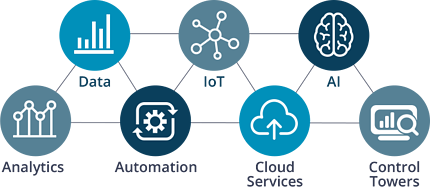 Data
IoT
AI
Analytics
Automation
Cloud
Services
Control
Towers